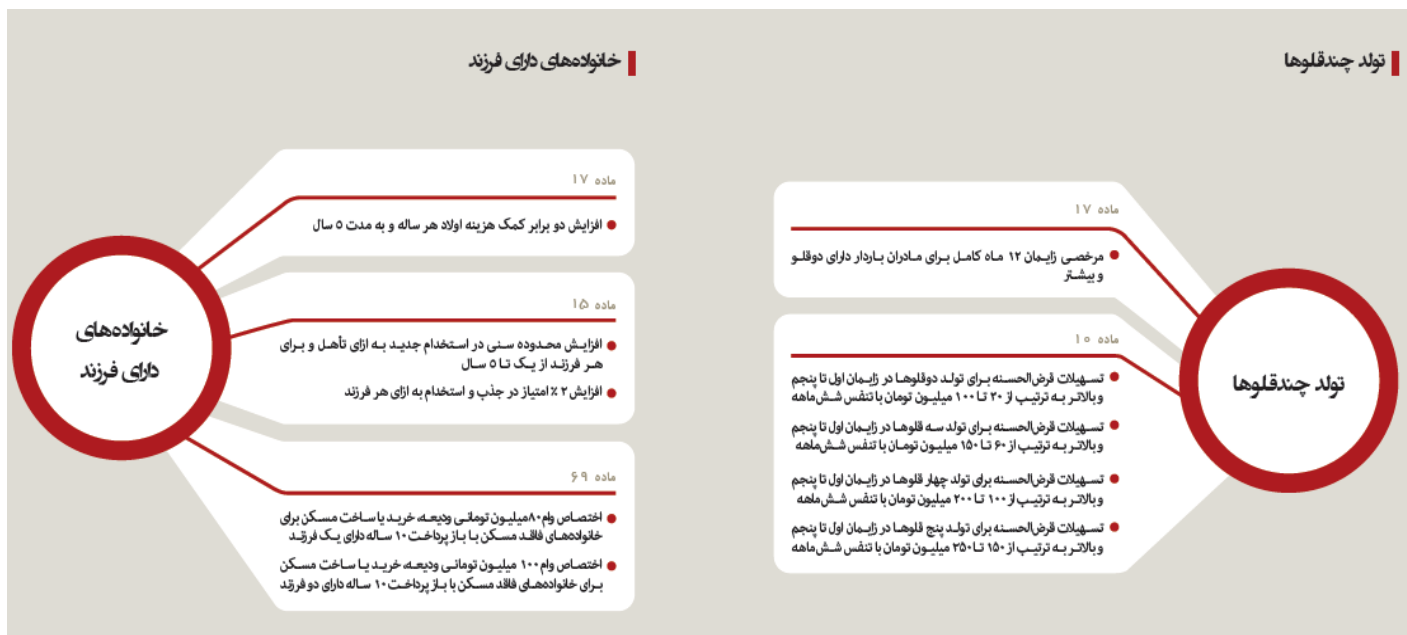 تولد چندقلوها
ماده ۱۷
مرخصی زایمان ۱۲ ماه کامل برای مادران باردار دارای دوقلو
و بیشتر
ماده ۱۰
تسهیلات قرض‌الحسنه برای تولد دوقلوها در زایمان اول تا پنجم
و بالاتر به ترتیب از ۲۰ تا ۱۰۰ میلیون تومان با تنفس شش‌ماهه
تسهیلات قرض‌الحسنه برای تولد سه قلوها در زایمان اول تا پنجم
و بالاتر به ترتیب از ۶۰ تا ۱۵۰ میلیون تومان با تنفس شش‌ماهه
تسهیلات قرض‌الحسنه برای تولد چهار قلوها در زایمان اول تا پنجم
و بالاتر به ترتیب از ۱۰۰ تا ۲۰۰ میلیون تومان با تنفس شش‌ماهه
تسهیلات قرض‌الحسنه برای تولد پنج قلوها در زایمان اول تا پنجم
و بالاتر به ترتیب از ۱۵۰ تا ۲۵۰ میلیون تومان با تنفس شش‌ماهه
تولد چندقلوها
خانواده‌های دارای فرزند
ماده ۱۷
افزایش دو برابر کمک هزینه اولاد هر ساله و به مدت ۵ سال
ماده ۱۵
افزایش محدوده سنی در استخدام جدید به ازای تأهل و برای
هر فرزند از یک تا ۵ سال
افزایش ۲ ٪ امتیاز در جذب و استخدام به ازای هر فرزند
ماده ۶۹
اختصاص وام ۸۰میلیون تومانی ودیعه، خرید یا ساخت مسکن برای
خانواده‌های فاقد مسکن با باز پرداخت ۱۰ ساله دارای یک فرزند
اختصاص وام ۱۰۰ میلیون تومانی ودیعه، خرید یا ساخت مسکن
برای خانواده‌های فاقد مسکن با باز پرداخت ۱۰ ساله دارای دو فرزند
خانواده‌های
دارای فرزند